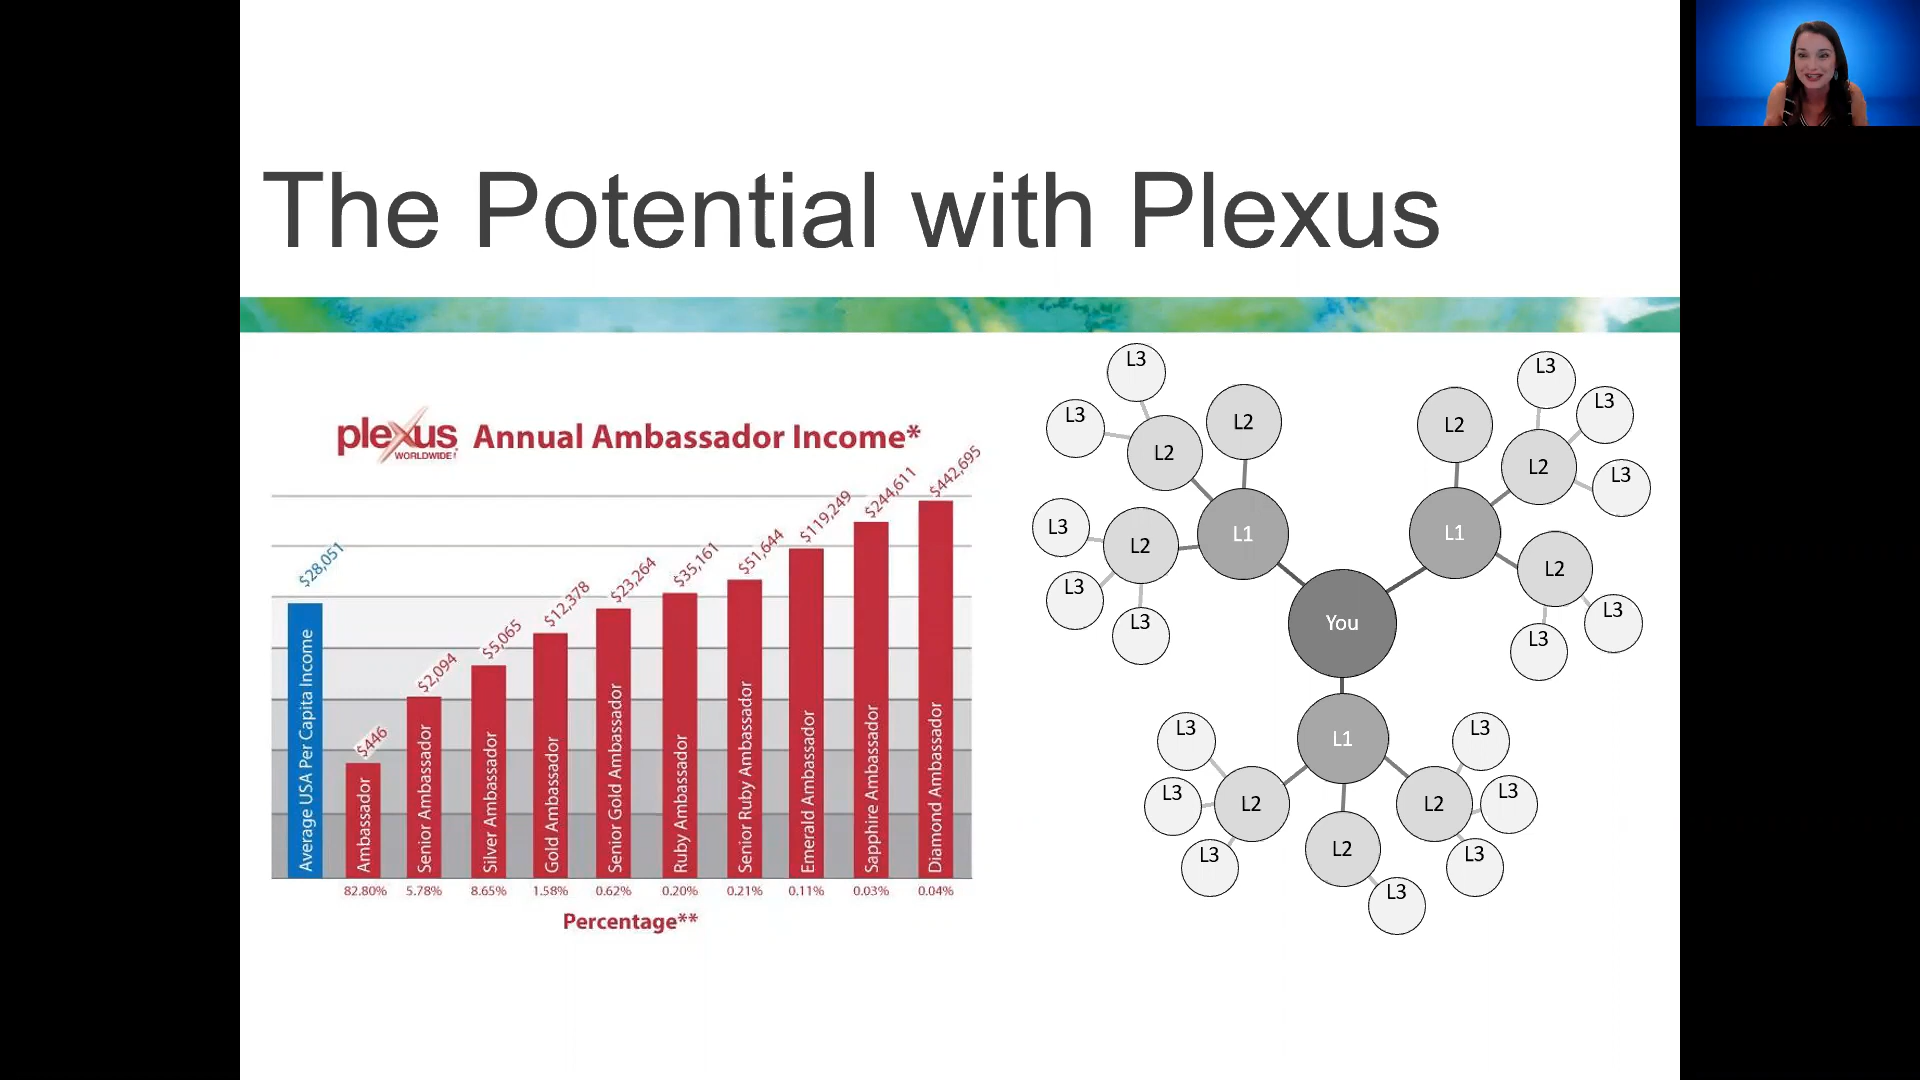 The Potential with Plexus
plexus
WORLDWIDE
Annual Ambassador Income*
$28,051
$446
$2,094
$5,065
$12,378
$23,264
$35,161
$51,644
$119,249
$244,611
$442,695
Average USA Per Capita Income
Ambassador
Senior Ambassador
Silver Ambassador
Gold Ambassador
Senior Gold Ambassador
Ruby Ambassador
Senior Ruby Ambassador
Emerald Ambassador
Sapphire Ambassador
Diamond Ambassador
82.80% 5.78% 8.65% 1.58% 0.62% 0.20% 0.21% 0.11% 0.03% 0.04%
Percentage**
L3
L3
L2
L2
L3
L2
L3
L3
L1
L2
L3
L3
L2
L3
L1
L2
L3
L3
You
L1
L3
L3
L2
L3
L2
L3
L2
L3
L3
L3